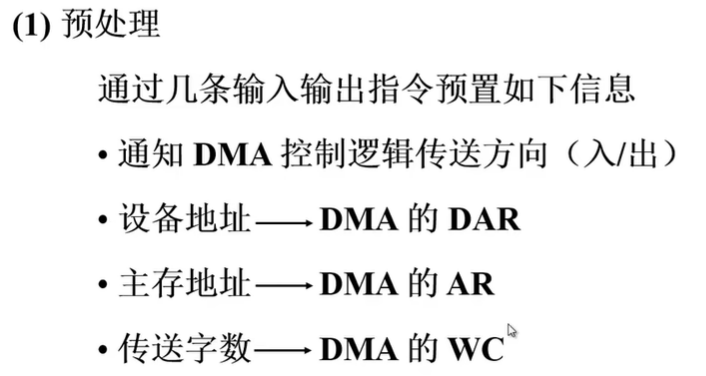 (1) 预处理
通过几条输入输出指令预置如下信息
• 通知 DMA 控制逻辑传送方向（入/出）
• 设备地址⟶DMA 的 DAR
• 主存地址⟶DMA 的 AR
• 传送字数⟶DMA 的 WC